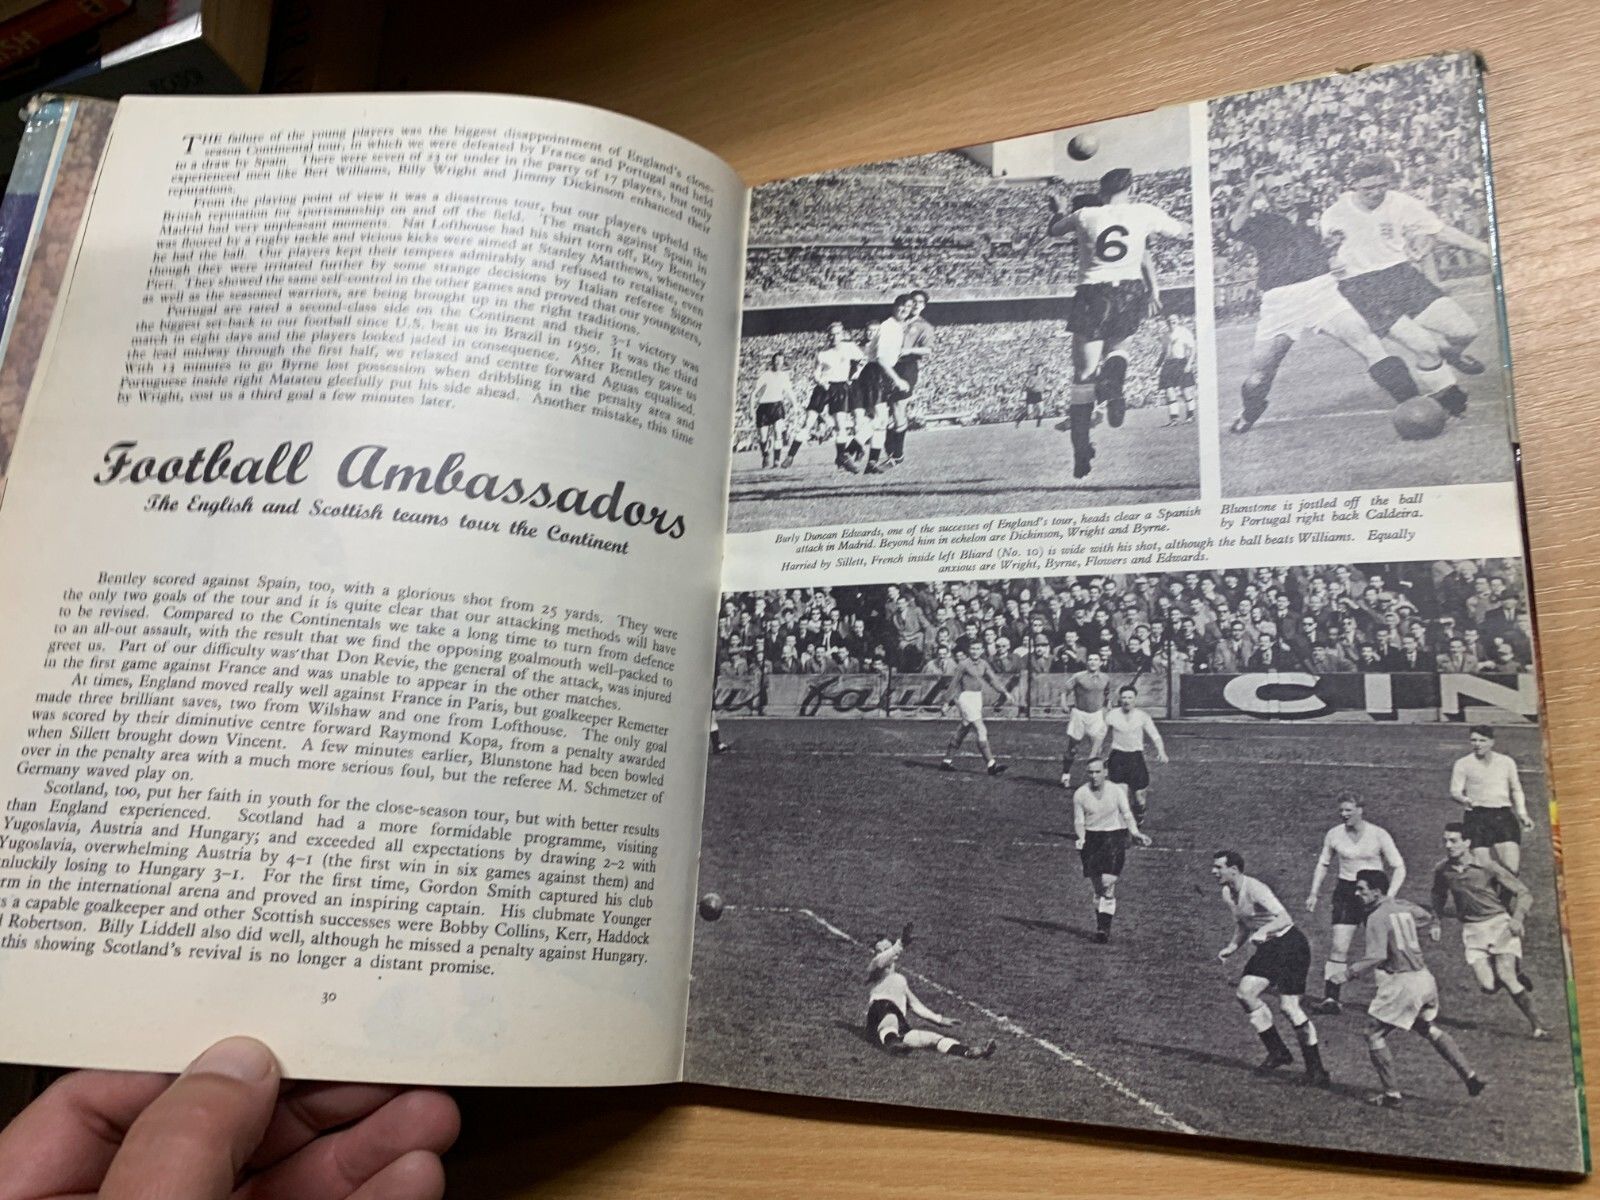 THE failure of the young players was the biggest disappointment of England's close-
season Continental tour, in which we were defeated by France and Portugal and held
to a draw by Spain. There were seven of 23 or under in the party of 17 players, but only
experienced men like Bert Williams, Billy Wright and Jimmy Dickinson enhanced their
reputations.
From the playing point of view it was a disastrous tour, but our players upheld the
British reputation for sportsmanship on and off the field. The match against Spain in
Madrid had very unpleasant moments. Nat Lofthouse had his shirt torn off, Roy Bentley
was floored by a rugby tackle and vicious kicks were aimed at Stanley Matthews, whenever
he had the ball. Our players kept their tempers admirably and refused to retaliate, even
though they were irritated further by some strange decisions by Italian referee Signor
Pieri. They showed the same self-control in the other games and proved that our youngsters,
as well as the seasoned warriors, are being brought up in the right traditions.
Portugal are rated a second-class side on the Continent and their 3-1 victory was
the biggest set-back to our football since U.S. beat us in Brazil in 1950. It was the third
match in eight days and the players looked jaded in consequence. After Bentley gave us
the lead midway through the first half, we relaxed and centre forward Aguas equalised.
With 12 minutes to go Byrne lost possession when dribbling in the penalty area and
Portuguese inside right Matateu gleefully put his side ahead. Another mistake, this time
by Wright, cost us a third goal a few minutes later.
Football Ambassadors
The English and Scottish teams tour the Continent
Bentley scored against Spain, too, with a glorious shot from 25 yards. They were
the only two goals of the tour and it is quite clear that our attacking methods will have
to be revised. Compared to the Continentals we take a long time to turn from defence
to an all-out assault, with the result that we find the opposing goalmouth well-packed to
greet us. Part of our difficulty was that Don Revie, the general of the attack, was injured
in the first game against France and was unable to appear in the other matches.
At times, England moved really well against France in Paris, but goalkeeper Remetter
made three brilliant saves, two from Wilshaw and one from Lofthouse. The only goal
was scored by their diminutive centre forward Raymond Kopa, from a penalty awarded
when Sillett brought down Vincent. A few minutes earlier, Blunstone had been bowled
over in the penalty area with a much more serious foul, but the referee M. Schmetzer of
Germany waved play on.
Scotland, too, put her faith in youth for the close-season tour, but with better results
than England experienced. Scotland had a more formidable programme, visiting
Yugoslavia, Austria and Hungary; and exceeded all expectations by drawing 2-2 with
Yugoslavia, overwhelming Austria by 4-1 (the first win in six games against them) and
nluckily losing to Hungary 3-1. For the first time, Gordon Smith captured his club
rm in the international arena and proved an inspiring captain. His clubmate Younger
s a capable goalkeeper and other Scottish successes were Bobby Collins, Kerr, Haddock
Robertson. Billy Liddell also did well, although he missed a penalty against Hungary.
this showing Scotland's revival is no longer a distant promise.
30
6
Burly Duncan Edwards, one of the successes of England's tour, heads clear a Spanish
attack in Madrid. Beyond him in echelon are Dickinson, Wright and Byrne.
Blunstone is jostled off the ball
by Portugal right back Caldeira.
Harried by Sillett, French inside left Bliard (No. 10) is wide with his shot, although the ball beats Williams. Equally
anxious are Wright, Byrne, Flowers and Edwards.
CIN